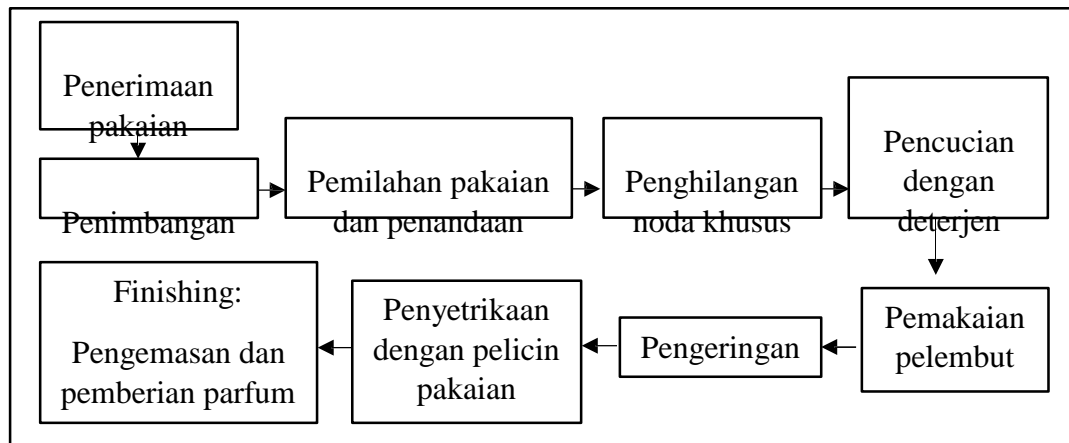 Penerimaan
pakaian
Penimbangan
Pemilahan pakaian
dan penandaan
Penghilangan
noda khusus
Pencucian
dengan
deterjen
Pemakaian
pelembut
Pengeringan
Penyetrikaan
dengan pelicin
pakaian
Finishing:
Pengemasan dan
pemberian parfum